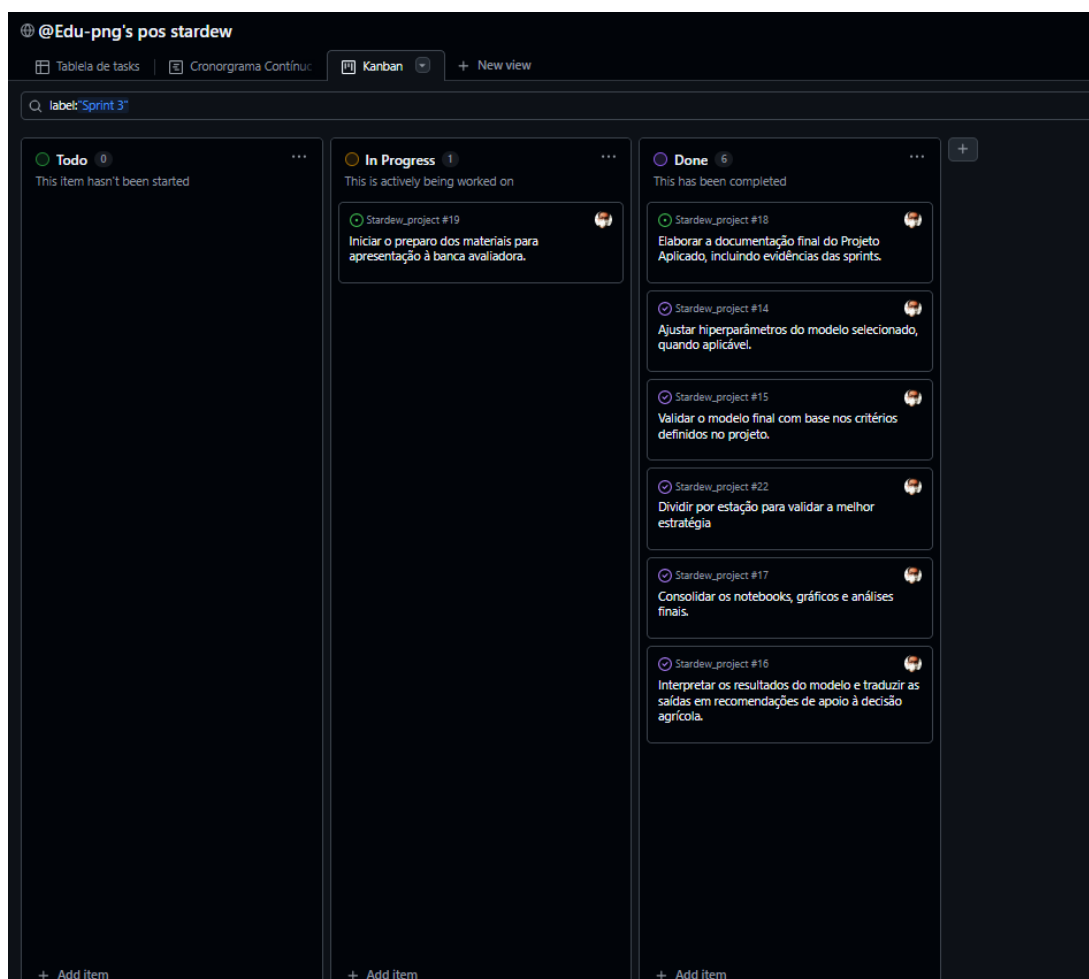 @Edu-png's pos stardew
Tablela de tasks
Cronorgrama Contínuc
Kanban
+ New view
label:"Sprint 3"
Todo 0
This item hasn't been started
+ Add item
In Progress 1
This is actively being worked on
Stardew_project #19
Iniciar o preparo dos materiais para
apresentação à banca avaliadora.
+ Add item
Done 6
This has been completed
Stardew_project #18
Elaborar a documentação final do Projeto
Aplicado, incluindo evidências das sprints.
Stardew_project #14
Ajustar hiperparâmetros do modelo selecionado,
quando aplicável.
Stardew_project #15
Validar o modelo final com base nos critérios
definidos no projeto.
Stardew_project #22
Dividir por estação para validar a melhor
estratégia
Stardew_project #17
Consolidar os notebooks, gráficos e análises
finais.
Stardew_project #16
Interpretar os resultados do modelo e traduzir as
saídas em recomendações de apoio à decisão
agrícola.
+ Add item